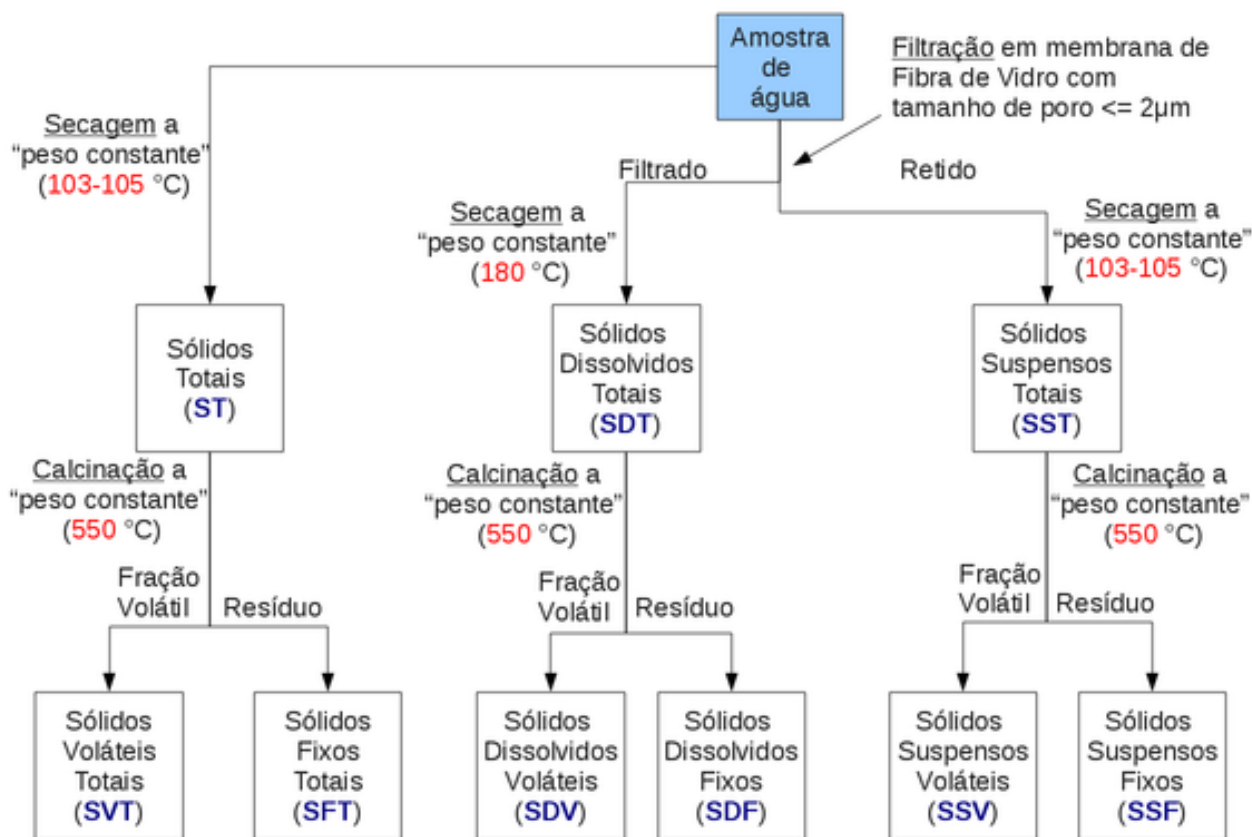 Amostra
de
água
Filtração em membrana de
Fibra de Vidro com
tamanho de poro <= 2μm
Secagem a
“peso constante”
(103-105 °C)
Filtrado
Retido
Secagem a
“peso constante”
(180 °C)
Secagem a
“peso constante”
(103-105 °C)
Sólidos
Totais
(ST)
Sólidos
Dissolvidos
Totais
(SDT)
Sólidos
Suspensos
Totais
(SST)
Calcinação a
“peso constante”
(550 °C)
Calcinação a
“peso constante”
(550 °C)
Calcinação a
“peso constante”
(550 °C)
Fração
Volátil
Resíduo
Fração
Volátil
Resíduo
Fração
Volátil
Resíduo
Sólidos
Voláteis
Totais
(SVT)
Sólidos
Fixos
Totais
(SFT)
Sólidos
Dissolvidos
Voláteis
(SDV)
Sólidos
Dissolvidos
Fixos
(SDF)
Sólidos
Suspensos
Voláteis
(SSV)
Sólidos
Suspensos
Fixos
(SSF)